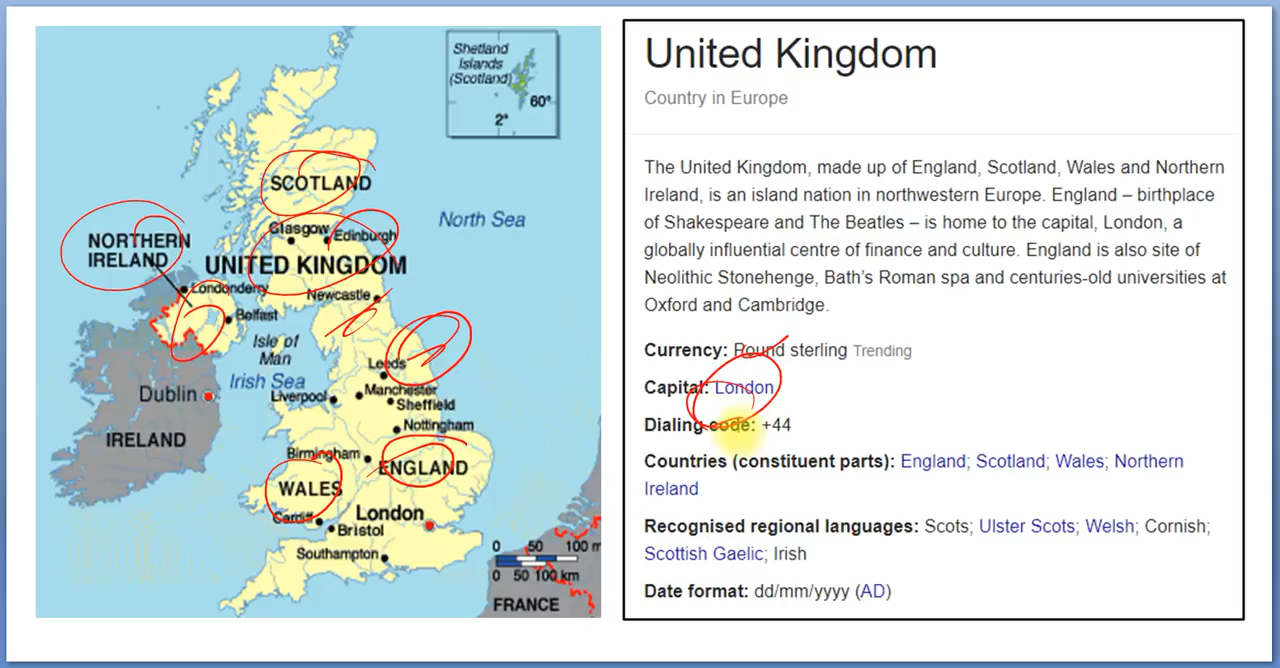 Shetland
Islands
(Scotland)
60°
2°
SCOTLAND
North Sea
Glasgow
Edinburgh
NORTHERN
IRELAND
UNITED KINGDOM
Londonderry
Newcastle
Belfast
Isle of
Man
Leeds
Irish Sea
Dublin
Liverpool
Manchester
Sheffield
IRELAND
Nottingham
Birmingham
ENGLAND
WALES
London
Cardiff
Bristol
Southampton
0 50 100 m
0 50 100 km
FRANCE
United Kingdom
Country in Europe
The United Kingdom, made up of England, Scotland, Wales and Northern
Ireland, is an island nation in northwestern Europe. England – birthplace
of Shakespeare and The Beatles – is home to the capital, London, a
globally influential centre of finance and culture. England is also site of
Neolithic Stonehenge, Bath’s Roman spa and centuries-old universities at
Oxford and Cambridge.
Currency: Pound sterling Trending
Capital: London
Dialing code: +44
Countries (constituent parts): England; Scotland; Wales; Northern
Ireland
Recognised regional languages: Scots; Ulster Scots; Welsh; Cornish;
Scottish Gaelic; Irish
Date format: dd/mm/yyyy (AD)